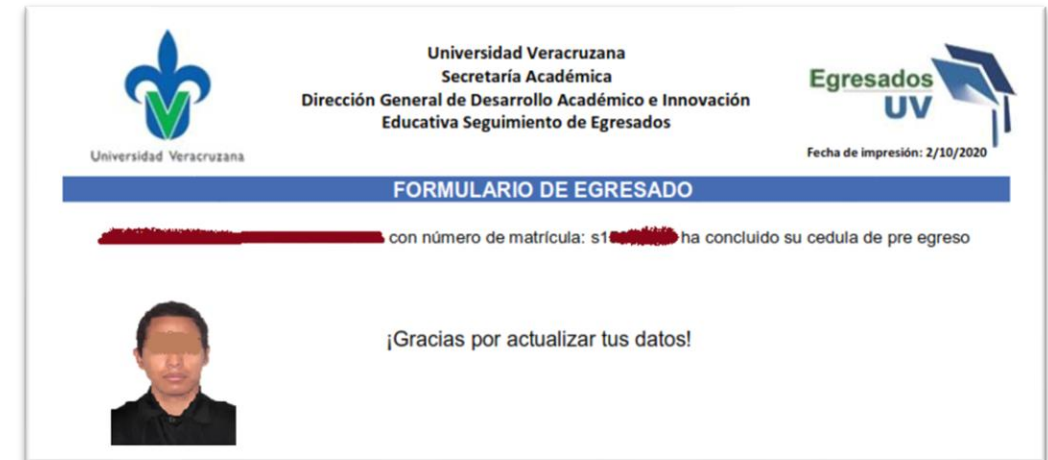 Universidad Veracruzana
Secretaría Académica
Dirección General de Desarrollo Académico e Innovación
Educativa Seguimiento de Egresados
Universidad Veracruzana
Egresados
UV
Fecha de impresión: 2/10/2020
FORMULARIO DE EGRESADO
con número de matrícula: s1 ha concluido su cedula de pre egreso
¡Gracias por actualizar tus datos!